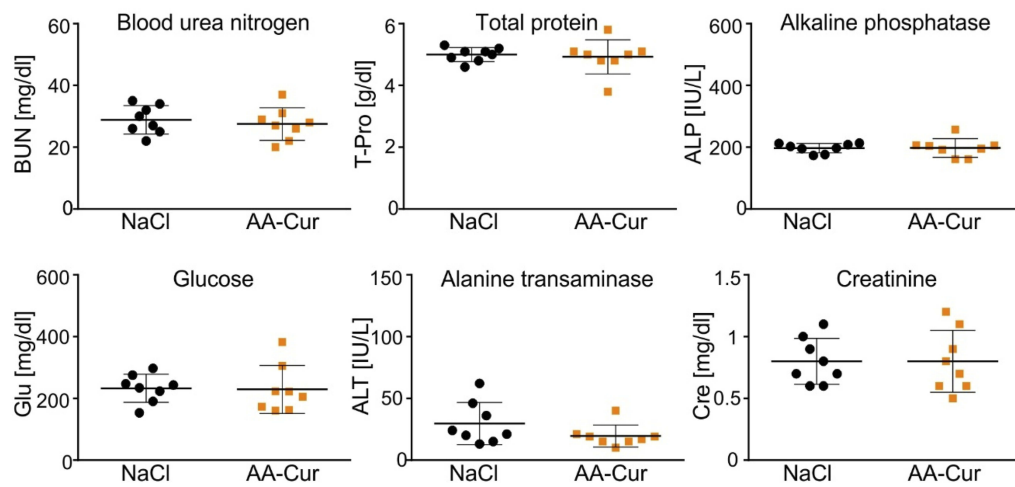 Blood urea nitrogen
BUN [mg/dl]
60
40
20
0
NaCl AA-Cur
Total protein
T-Pro [g/dl]
6
4
2
0
NaCl AA-Cur
Alkaline phosphatase
ALP [IU/L]
600
400
200
0
NaCl AA-Cur
Glucose
Glu [mg/dl]
600
400
200
0
NaCl AA-Cur
Alanine transaminase
ALT [IU/L]
150
100
50
0
NaCl AA-Cur
Creatinine
Cre [mg/dl]
1.5
1
0.5
0
NaCl AA-Cur